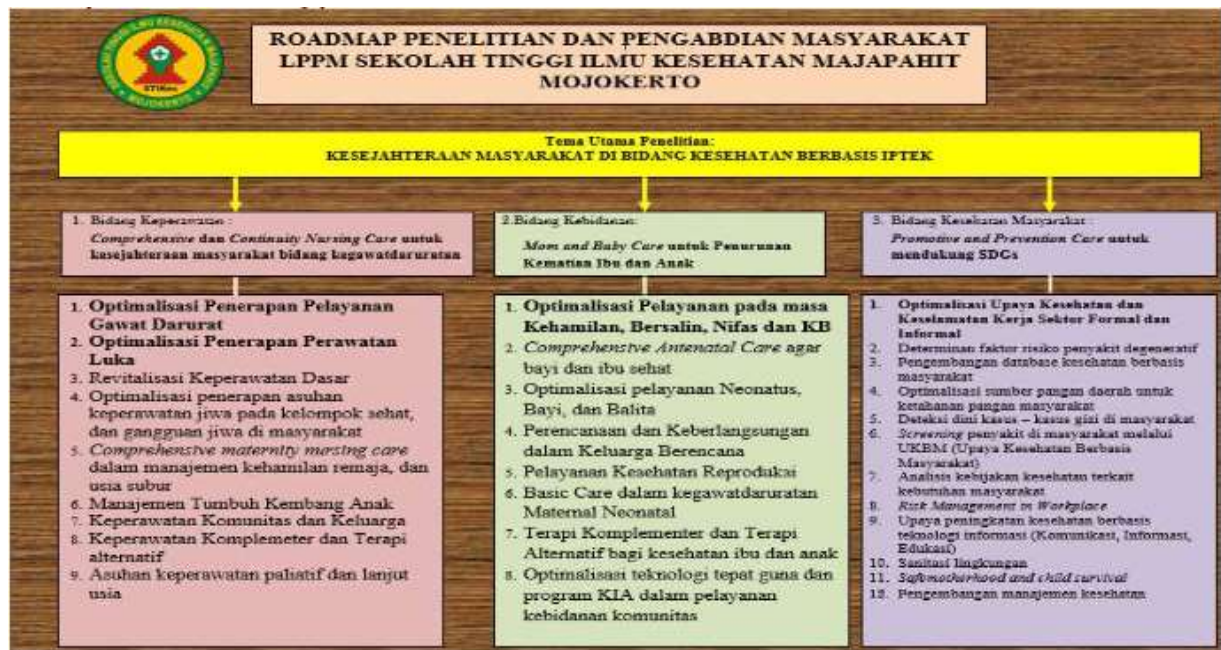 ROADMAP PENELITIAN DAN PENGABDIAN MASYARAKAT
LPPM SEKOLAH TINGGI ILMU KESEHATAN MAJAPAHIT
MOJOKERTO
STIKes
MOJOKERTO
Tema Utama Penelitian:
KESEJAHTERAAN MASYARAKAT DI BIDANG KESEHATAN BERBASIS IPTEK
1. Bidang Keperawatan :
Comprehensive dan Continuity Nursing Care untuk
kasejahteraan masyarakat bidang kegawatdaruratan
2.Bidang Kebidanan:
Mom and Baby Care untuk Penurunan
Kematian Ibu dan Anak
3. Bidang Kesehatan Masyarakat :
Promotive and Prevention Care untuk
mendukung SDGs
1. Optimalisasi Penerapan Pelayanan
Gawat Darurat
2. Optimalisasi Penerapan Perawatan
Luka
3. Revitalisasi Keperawatan Dasar
4. Optimalisasi penerapan asuhan
keperawatan jiwa pada kelompok sehat,
dan gangguan jiwa di masyarakat
5. Comprehensive maternity nursing care
dalam manajemen kehamilan remaja, dan
usia subur
6. Manajemen Tumbuh Kembang Anak
7. Keperawatan Komunitas dan Keluarga
8. Keperawatan Komplemeter dan Terapi
alternatif
9. Asuhan keperawatan paliatif dan lanjut
usia
1. Optimalisasi Pelayanan pada masa
Kehamilan, Bersalin, Nifas dan KB
2. Comprehensive Antenatal Care agar
bayi dan ibu sehat
3. Optimalisasi pelayanan Neonatus,
Bayi, dan Balita
4. Perencanaan dan Keberlangsungan
dalam Keluarga Berencana
5. Pelayanan Kesehatan Reproduksi
6. Basic Care dalam kegawatdaruratan
Maternal Neonatal
7. Terapi Komplementer dan Terapi
Alternatif bagi kesehatan ibu dan anak
8. Optimalisasi teknologi tepat guna dan
program KIA dalam pelayanan
kebidanan komunitas
1. Optimalisasi Upaya Kesehatan dan
Keselamatan Kerja Sektor Formal dan
Informal
2. Determinan faktor risiko penyakit degeneratif
3. Pengembangan database kesehatan berbasis
masyarakat
4. Optimalisasi sumber pangan daerah untuk
ketahanan pangan masyarakat
5. Deteksi dini kasus – kasus gizi di masyarakat
6. Screening penyakit di masyarakat melalui
UKBM (Upaya Kesehatan Berbasis
Masyarakat)
7. Analisis kebijakan kesehatan terkait
kebutuhan masyarakat
8. Risk Management in Workplace
9. Upaya peningkatan kesehatan berbasis
teknologi informasi (Komunikasi, Informasi,
Edukasi)
10. Sanitasi lingkungan
11. Safemotherhood and child survival
12. Pengembangan manajemen kesehatan